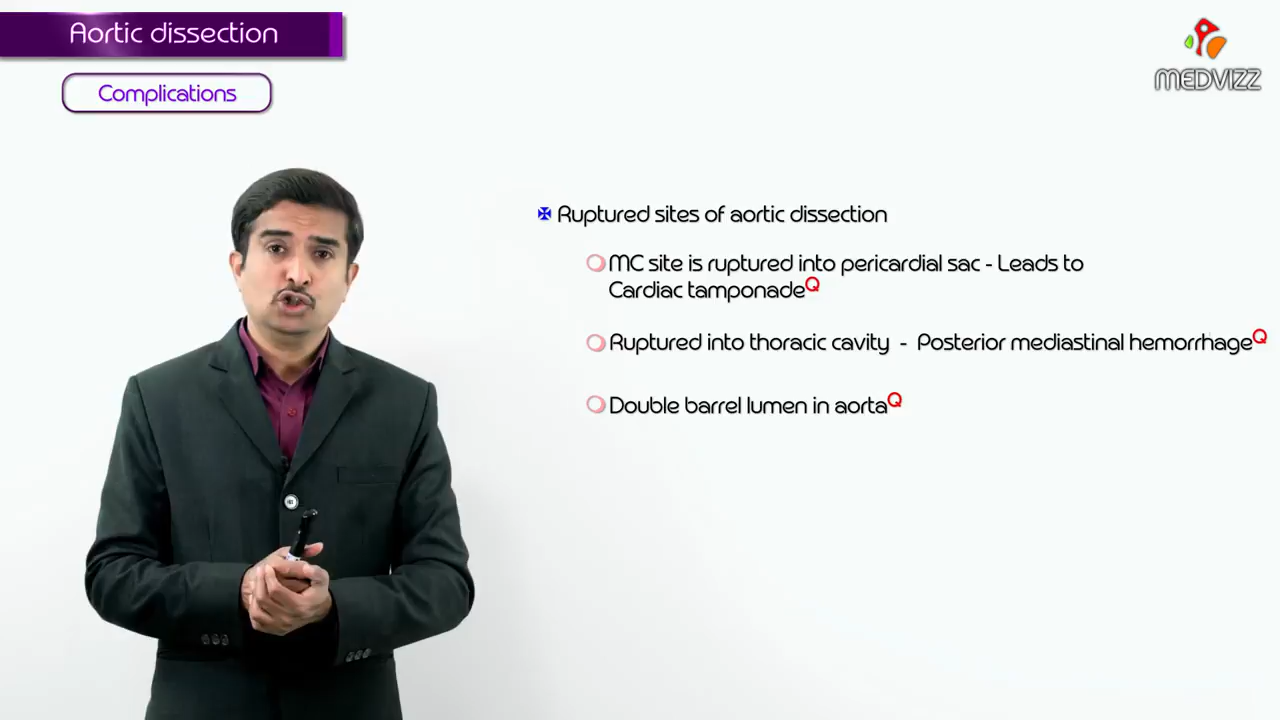 Aortic dissection
MEDVIZZ
Complications
Ruptured sites of aortic dissection
MC site is ruptured into pericardial sac - Leads to
Cardiac tamponadeQ
Ruptured into thoracic cavity - Posterior mediastinal hemorrhageQ
Double barrel lumen in aortaQ